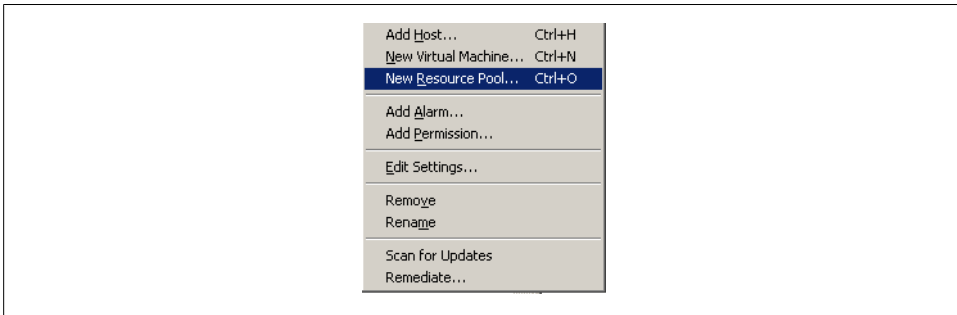 Add Host... Ctrl+H
New Virtual Machine... Ctrl+N
New Resource Pool... Ctrl+O
Add Alarm...
Add Permission...
Edit Settings...
Remove
Rename
Scan for Updates
Remediate...